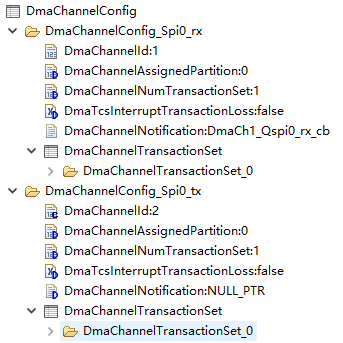 DmaChannelConfig
DmaChannelConfig_Spi0_rx
DmaChannelId:1
DmaChannelAssignedPartition:0
DmaChannelNumTransactionSet:1
DmaTcsInterruptTransactionLoss:false
DmaChannelNotification:DmaCh1_Qspi0_rx_cb
DmaChannelTransactionSet
DmaChannelTransactionSet_0
DmaChannelConfig_Spi0_tx
DmaChannelId:2
DmaChannelAssignedPartition:0
DmaChannelNumTransactionSet:1
DmaTcsInterruptTransactionLoss:false
DmaChannelNotification:NULL_PTR
DmaChannelTransactionSet
DmaChannelTransactionSet_0